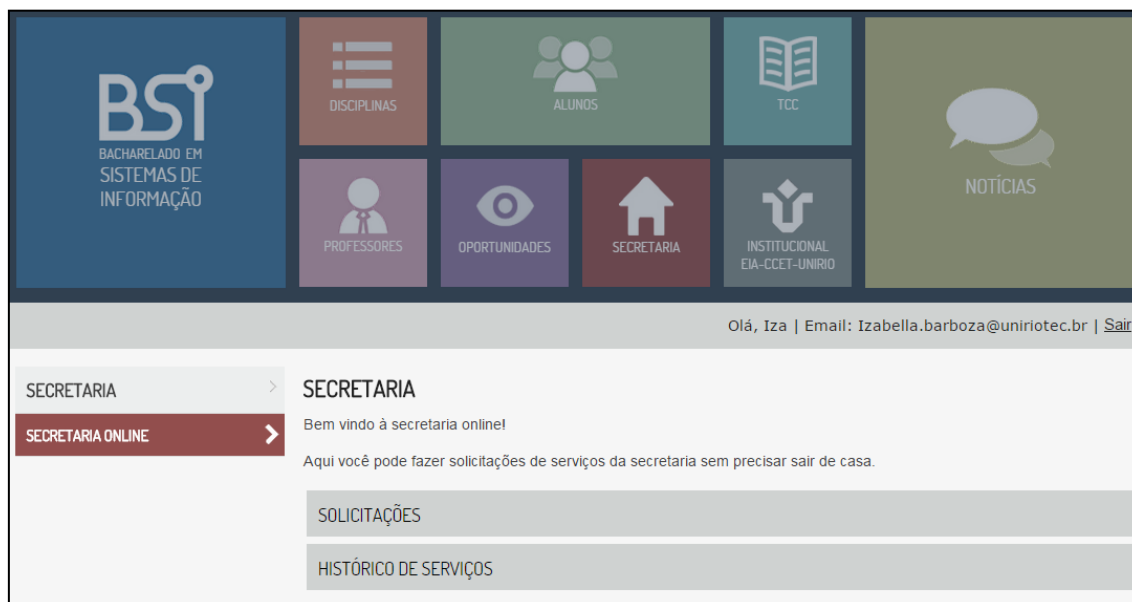 BSI
BACHARELADO EM
SISTEMAS DE
INFORMAÇÃO
DISCIPLINAS
ALUNOS
TCC
NOTÍCIAS
PROFESSORES
OPORTUNIDADES
SECRETARIA
INSTITUCIONAL
EIA-CCET-UNIRIO
Olá, Iza | Email: Izabella.barboza@uniriotec.br | Sair
SECRETARIA
SECRETARIA ONLINE
SECRETARIA
Bem vindo à secretaria online!
Aqui você pode fazer solicitações de serviços da secretaria sem precisar sair de casa.
SOLICITAÇÕES
HISTÓRICO DE SERVIÇOS